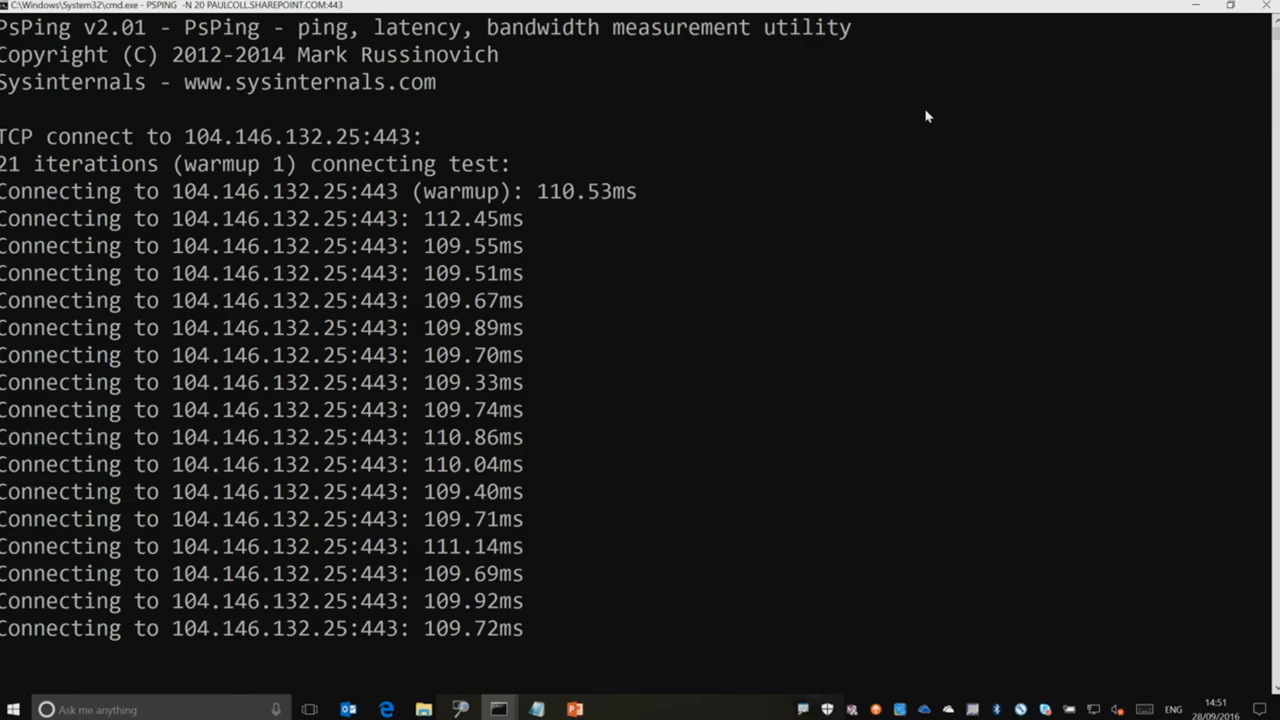 C:\Windows\System32\cmd.exe - PSPING -N 20 PAULCOLL.SHAREPOINT.COM:443
PsPing v2.01 - PsPing - ping, latency, bandwidth measurement utility
Copyright (C) 2012-2014 Mark Russinovich
Sysinternals - www.sysinternals.com
TCP connect to 104.146.132.25:443:
21 iterations (warmup 1) connecting test:
Connecting to 104.146.132.25:443 (warmup): 110.53ms
Connecting to 104.146.132.25:443: 112.45ms
Connecting to 104.146.132.25:443: 109.55ms
Connecting to 104.146.132.25:443: 109.51ms
Connecting to 104.146.132.25:443: 109.67ms
Connecting to 104.146.132.25:443: 109.89ms
Connecting to 104.146.132.25:443: 109.70ms
Connecting to 104.146.132.25:443: 109.33ms
Connecting to 104.146.132.25:443: 109.74ms
Connecting to 104.146.132.25:443: 110.86ms
Connecting to 104.146.132.25:443: 110.04ms
Connecting to 104.146.132.25:443: 109.40ms
Connecting to 104.146.132.25:443: 109.71ms
Connecting to 104.146.132.25:443: 111.14ms
Connecting to 104.146.132.25:443: 109.69ms
Connecting to 104.146.132.25:443: 109.92ms
Connecting to 104.146.132.25:443: 109.72ms
Ask me anything
ENG
14:51
28/09/2016